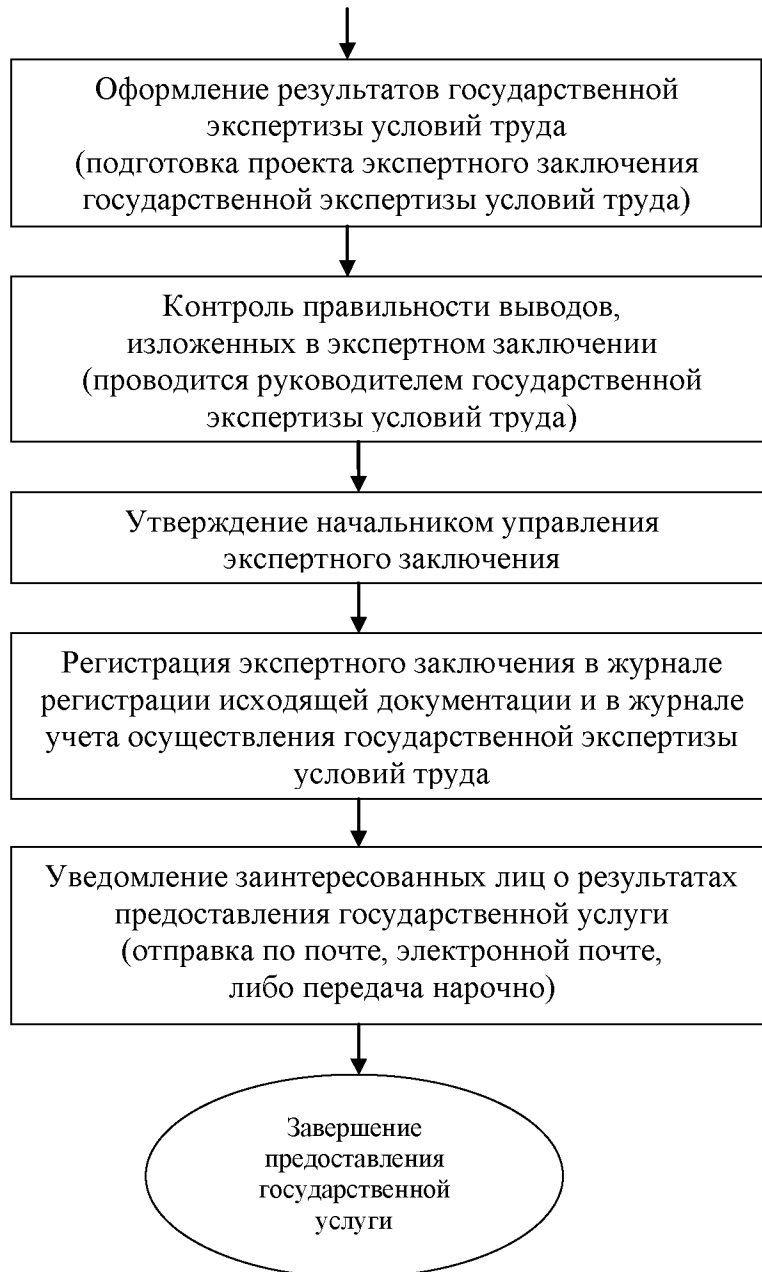 Оформление результатов государственной
экспертизы условий труда
(подготовка проекта экспертного заключения
государственной экспертизы условий труда)
Контроль правильности выводов,
изложенных в экспертном заключении
(проводится руководителем государственной
экспертизы условий труда)
Утверждение начальником управления
экспертного заключения
Регистрация экспертного заключения в журнале
регистрации исходящей документации и в журнале
учета осуществления государственной экспертизы
условий труда
Уведомление заинтересованных лиц о результатах
предоставления государственной услуги
(отправка по почте, электронной почте,
либо передача нарочно)
Завершение
предоставления
государственной
услуги